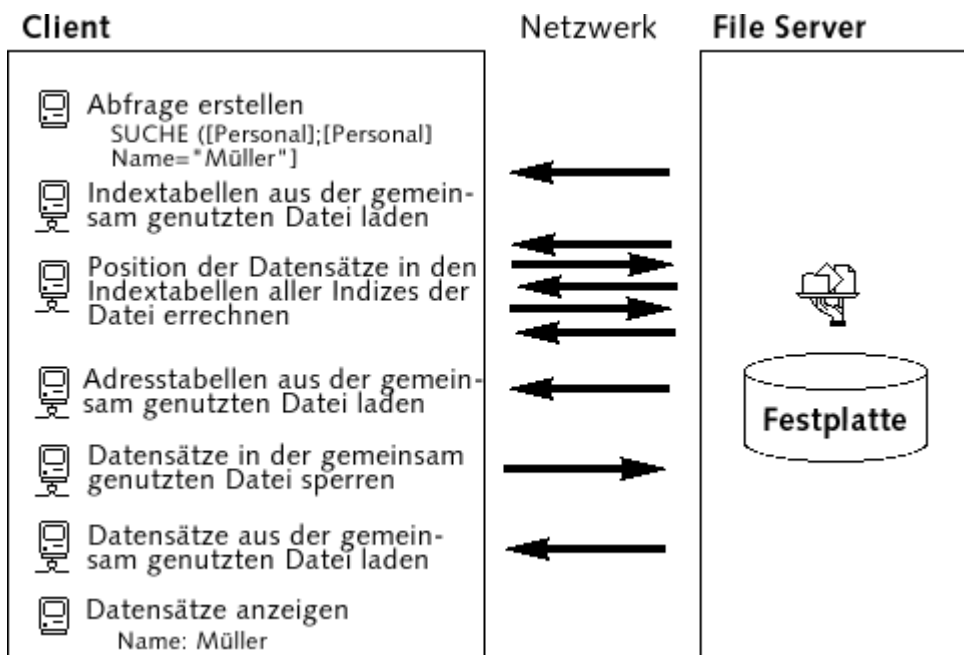 Client
Netzwerk
File Server
Abfrage erstellen
SUCHE ([Personal];[Personal]
Name="Müller"]
Indextabellen aus der gemein-
sam genutzten Datei laden
Position der Datensätze in den
Indextabellen aller Indizes der
Datei errechnen
Adresstabellen aus der gemein-
sam genutzten Datei laden
Datensätze in der gemeinsam
genutzten Datei sperren
Datensätze aus der gemein-
sam genutzten Datei laden
Datensätze anzeigen
Name: Müller
Festplatte